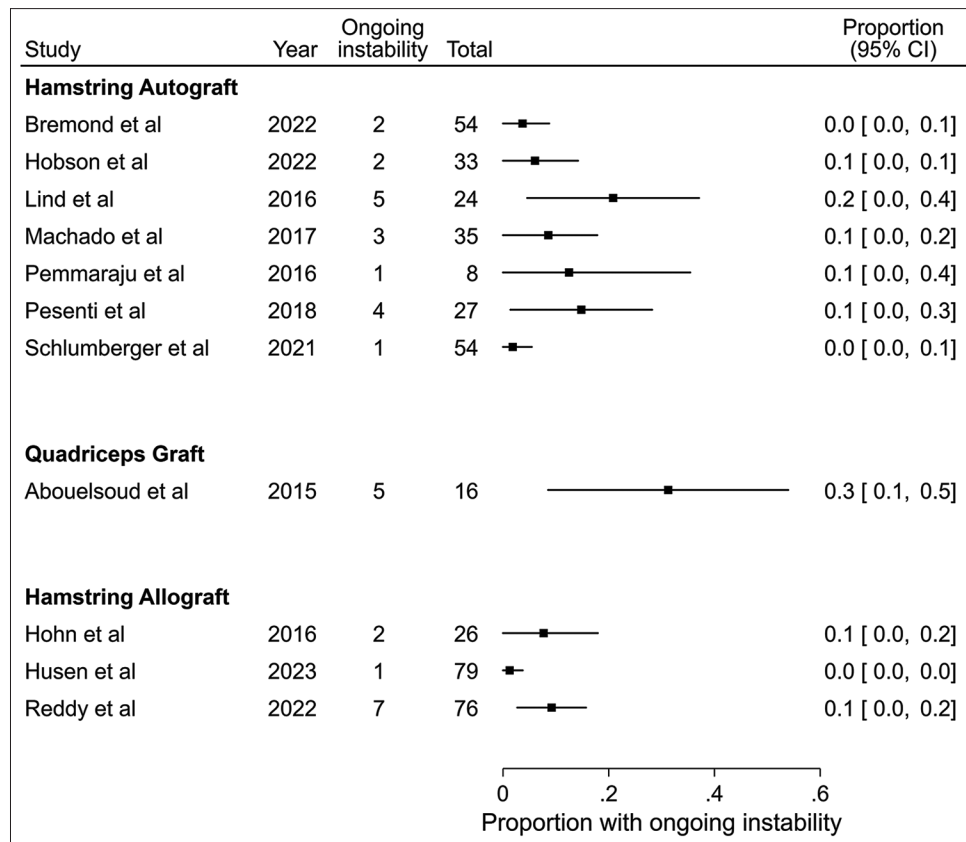 Study Year Ongoing instability Total Proportion (95% CI)
Hamstring Autograft
Bremond et al 2022 2 54 0.0 [ 0.0, 0.1]
Hobson et al 2022 2 33 0.1 [ 0.0, 0.1]
Lind et al 2016 5 24 0.2 [ 0.0, 0.4]
Machado et al 2017 3 35 0.1 [ 0.0, 0.2]
Pemmaraju et al 2016 1 8 0.1 [ 0.0, 0.4]
Pesenti et al 2018 4 27 0.1 [ 0.0, 0.3]
Schlumberger et al 2021 1 54 0.0 [ 0.0, 0.1]
Quadriceps Graft
Abouelsoud et al 2015 5 16 0.3 [ 0.1, 0.5]
Hamstring Allograft
Hohn et al 2016 2 26 0.1 [ 0.0, 0.2]
Husen et al 2023 1 79 0.0 [ 0.0, 0.0]
Reddy et al 2022 7 76 0.1 [ 0.0, 0.2]
0 .2 .4 .6
Proportion with ongoing instability